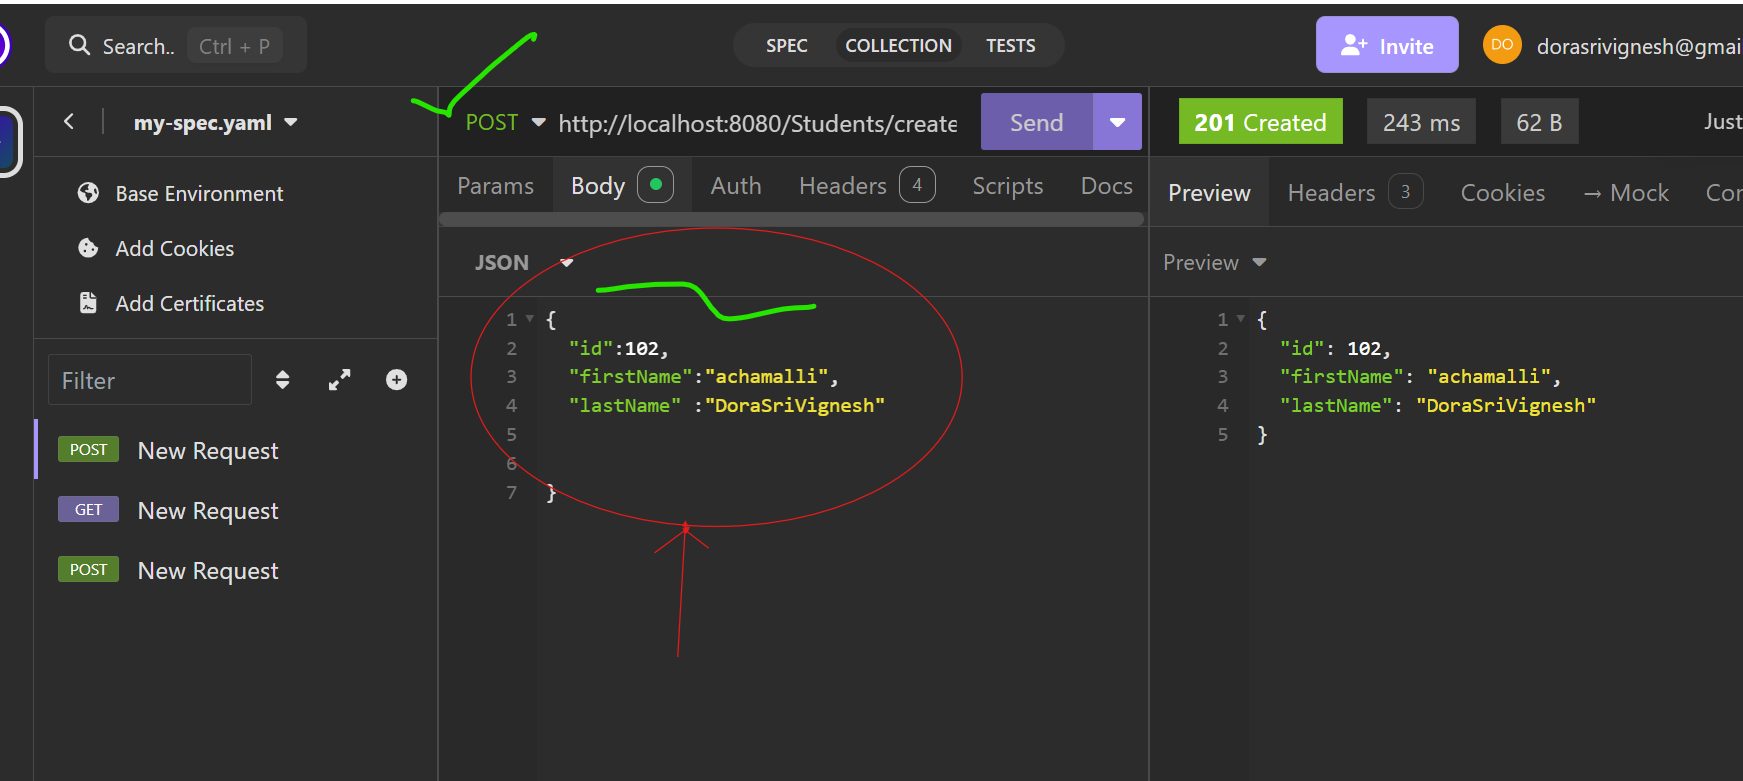 Search.. Ctrl + P
SPEC COLLECTION TESTS
Invite
DO dorasrivignesh@gmai
my-spec.yaml
Base Environment
Add Cookies
Add Certificates
Filter
POST New Request
GET New Request
POST New Request
POST http://localhost:8080/Students/create Send
Params Body Auth Headers 4 Scripts Docs
JSON
1 {
2 "id":102,
3 "firstName":"achamalli",
4 "lastName" :"DoraSriVignesh"
5
6
7 }
201 Created 243 ms 62 B Just
Preview Headers 3 Cookies → Mock Cor
Preview
1 {
2 "id": 102,
3 "firstName": "achamalli",
4 "lastName": "DoraSriVignesh"
5 }